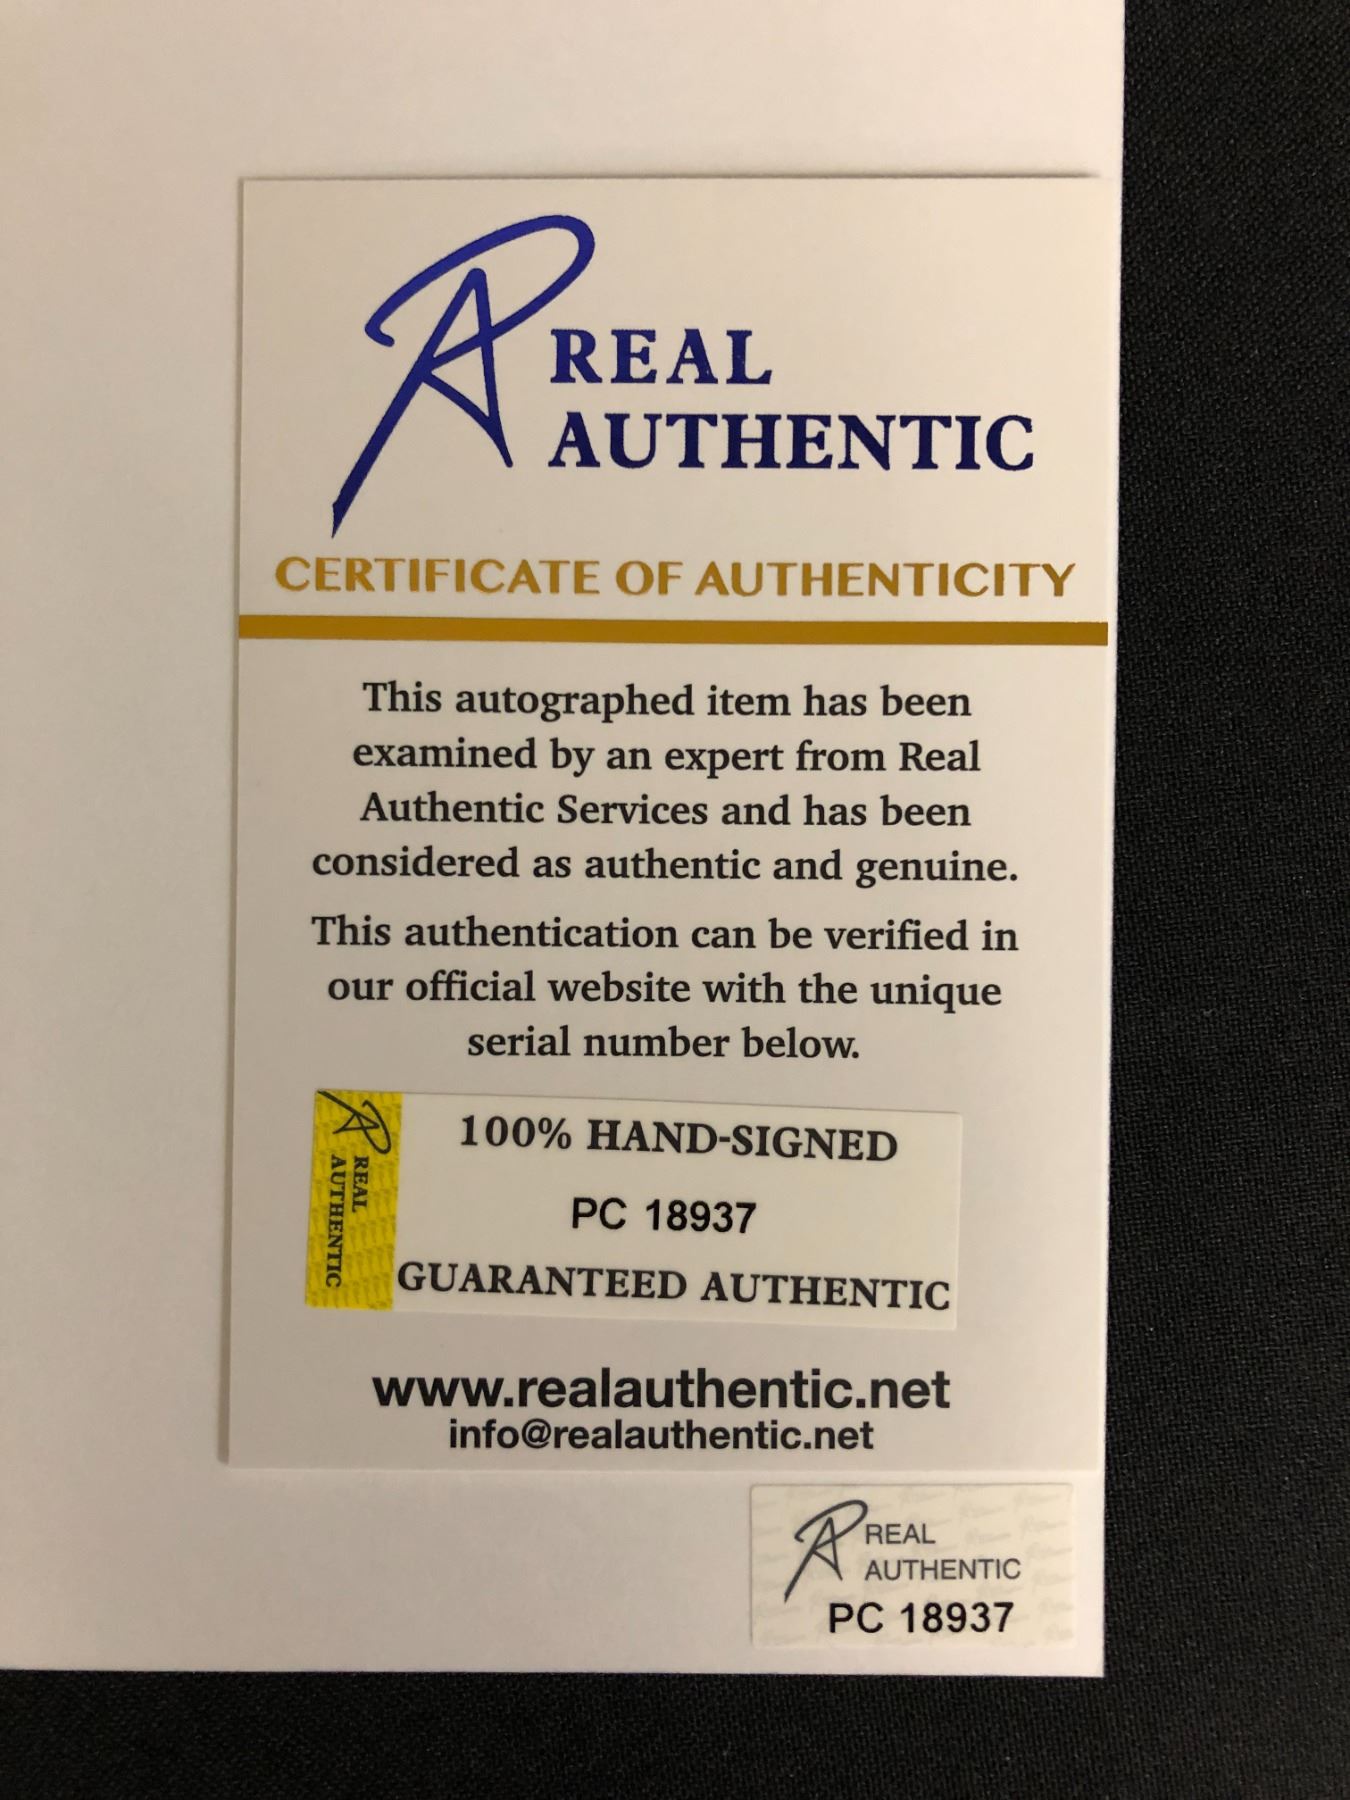 REAL
AUTHENTIC
CERTIFICATE OF AUTHENTICITY
This autographed item has been
examined by an expert from Real
Authentic Services and has been
considered as authentic and genuine.
This authentication can be verified in
our official website with the unique
serial number below.
REAL
AUTHENTIC
100% HAND-SIGNED
PC 18937
GUARANTEED AUTHENTIC
www.realauthentic.net
info@realauthentic.net
REAL
AUTHENTIC
PC 18937